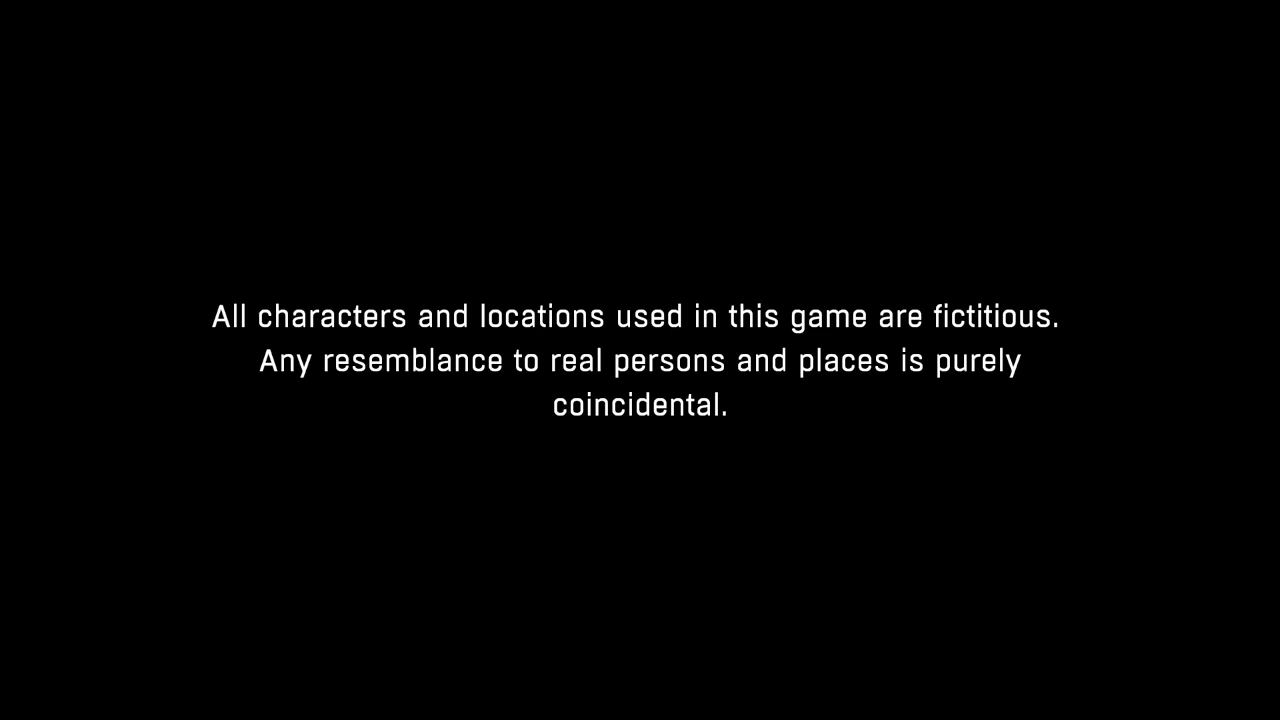 All characters and locations used in this game are fictitious.
Any resemblance to real persons and places is purely
coincidental.